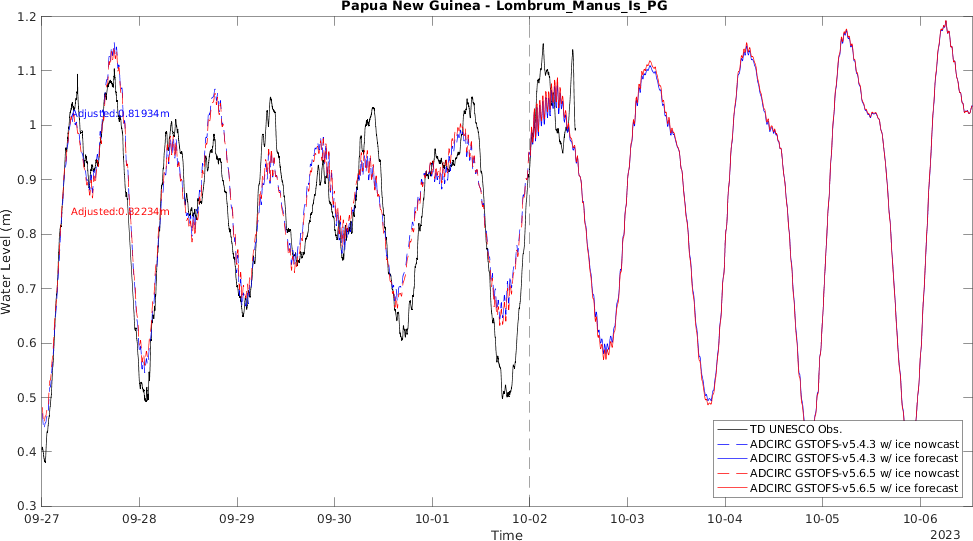 Papua New Guinea - Lombrum_Manus_Is_PG
1.2
1.1
1
0.9
0.8
0.7
0.6
0.5
0.4
0.3
Water Level (m)
Adjusted:0.81934m
Adjusted:0.82234m
TD UNESCO Obs.
ADCIRC GSTOFS-v5.4.3 w/ ice nowcast
ADCIRC GSTOFS-v5.4.3 w/ ice forecast
ADCIRC GSTOFS-v5.6.5 w/ ice nowcast
ADCIRC GSTOFS-v5.6.5 w/ ice forecast
09-27 09-28 09-29 09-30 10-01 10-02 10-03 10-04 10-05 10-06
Time
2023